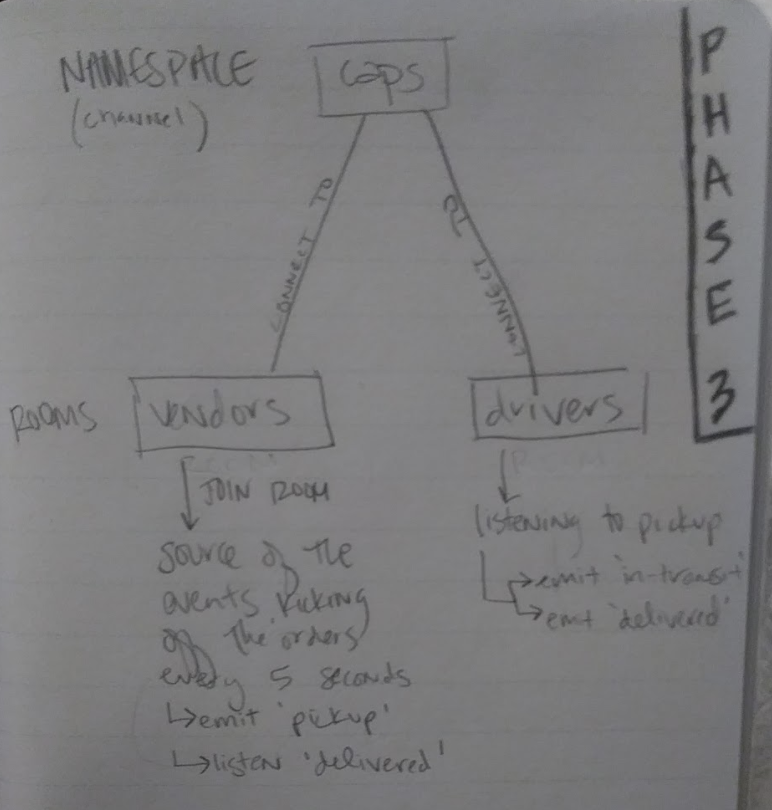 NAMESPACE
(channel)
caps
PHASE 3
CONNECT TO
CONNECT TO
ROOMS
vendors
drivers
JOIN ROOM
source of the
events kicking
off the orders
every 5 seconds
↳emit 'pickup'
↳listen 'delivered'
listening to pickup
→emit 'in-transit'
→emit 'delivered'